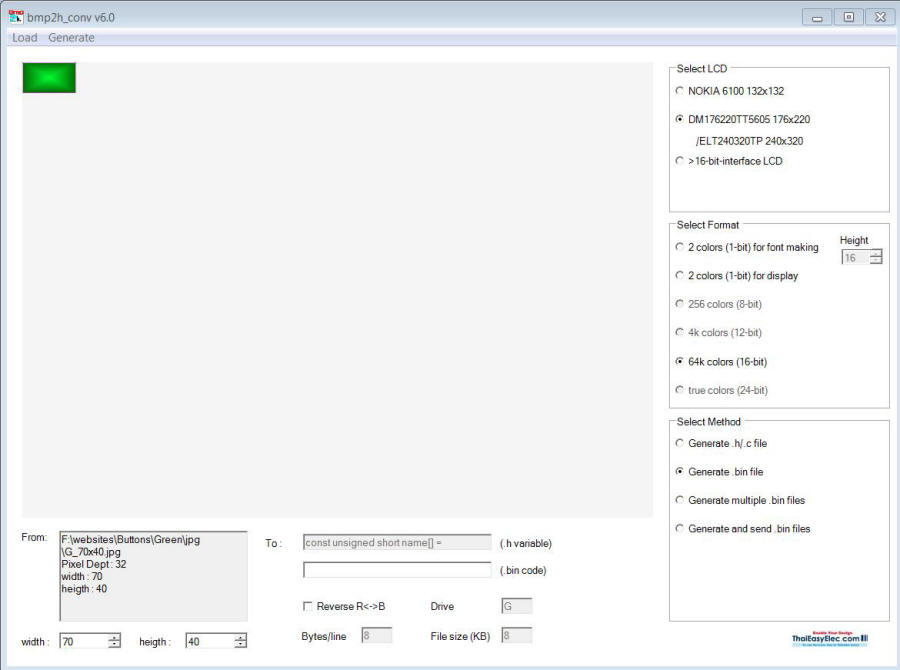 bmp2h_conv v6.0
Load Generate
Select LCD
NOKIA 6100 132x132
DM176220TT5605 176x220
/ELT240320TP 240x320
>16-bit-interface LCD
Select Format
2 colors (1-bit) for font making
Height
16
2 colors (1-bit) for display
256 colors (8-bit)
4k colors (12-bit)
64k colors (16-bit)
true colors (24-bit)
Select Method
Generate .h/.c file
Generate .bin file
Generate multiple .bin files
Generate and send .bin files
From:
F:\websites\Buttons\Green\jpg
\G_70x40.jpg
Pixel Dept : 32
width : 70
heigth : 40
To :
const unsigned short name[] =
(.h variable)
(.bin code)
Reverse R<->B
Drive
G
Bytes/line
8
File size (KB)
8
width :
70
heigth :
40
Enable Your Design
ThaiEasyElec.com